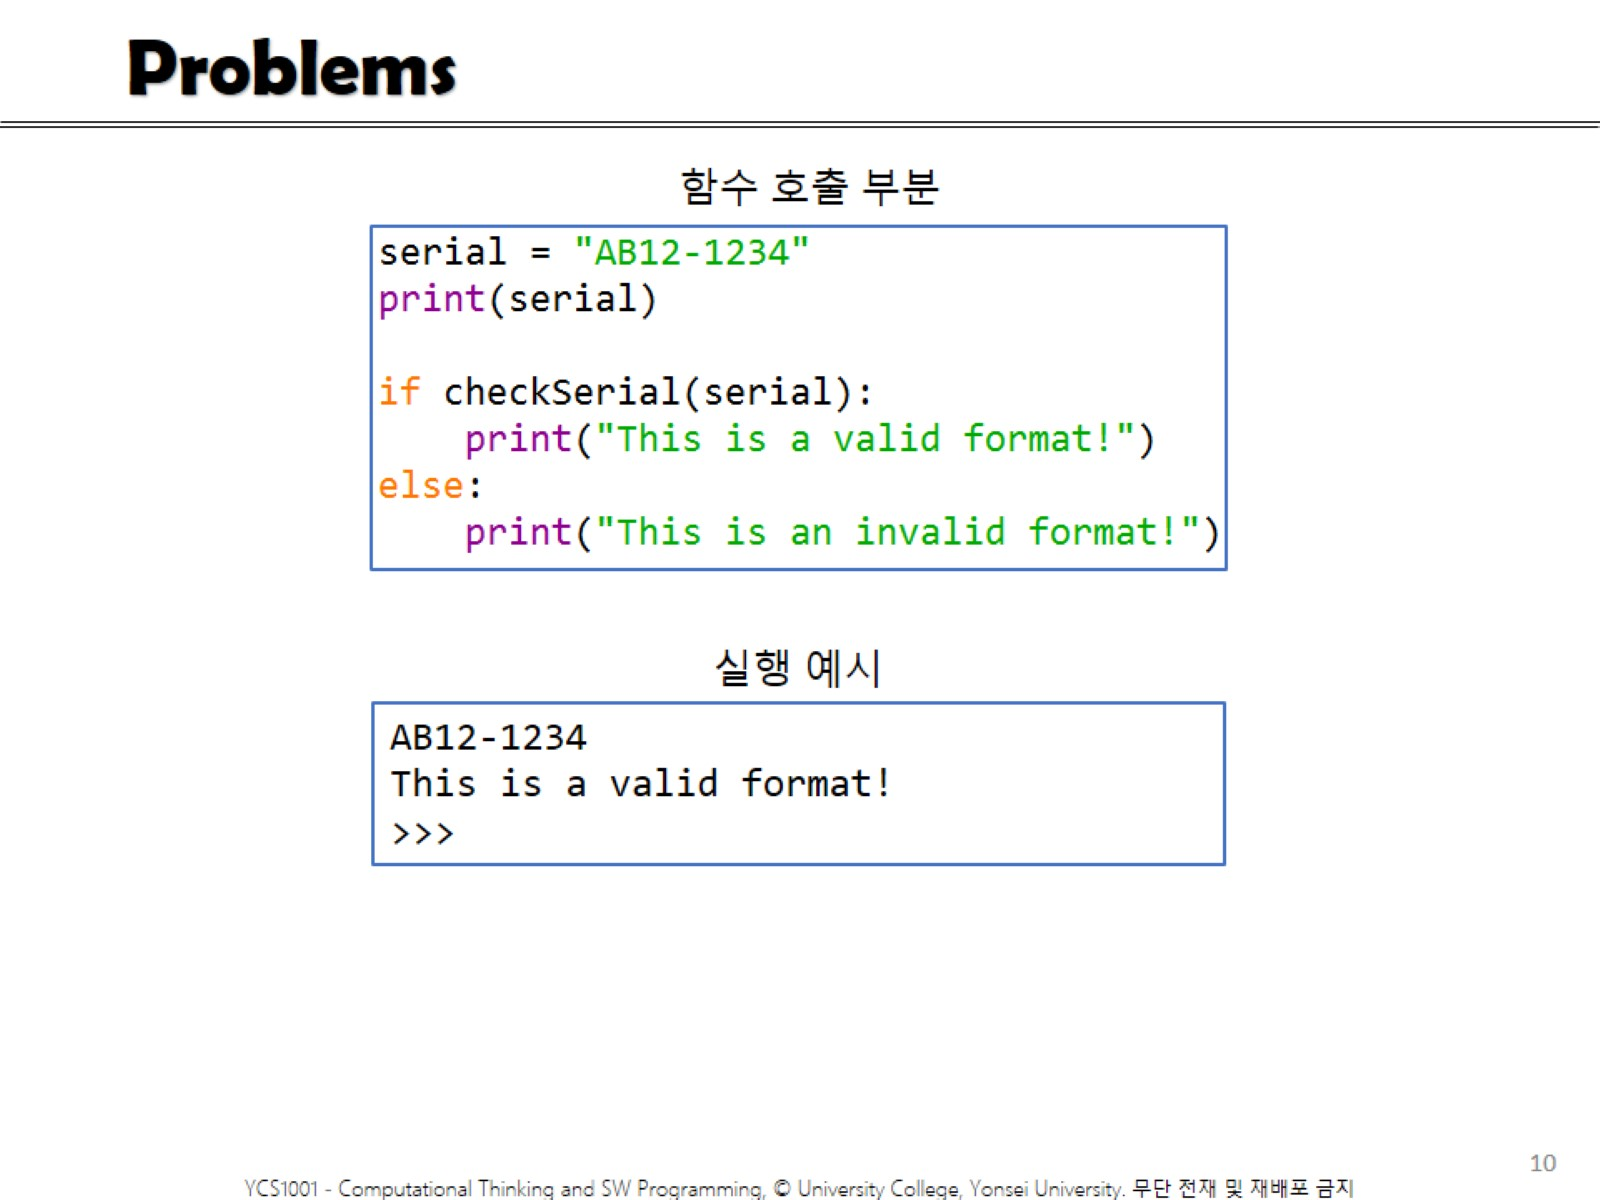 Problems
함수 호출 부분
serial = "AB12-1234"
print(serial)
if checkSerial(serial):
    print("This is a valid format!")
else:
    print("This is an invalid format!")
실행 예시
AB12-1234
This is a valid format!
>>>
10
YCS1001 - Computational Thinking and SW Programming, © University College, Yonsei University. 무단 전재 및 재배포 금지